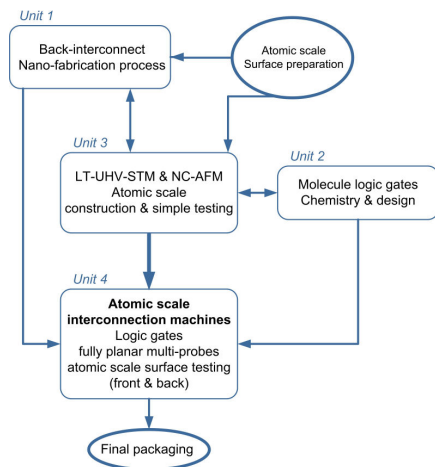 Unit 1
Back-interconnect
Nano-fabrication process
Atomic scale
Surface preparation
Unit 3
LT-UHV-STM & NC-AFM
Atomic scale
construction & simple testing
Unit 2
Molecule logic gates
Chemistry & design
Unit 4
Atomic scale
interconnection machines
Logic gates
fully planar multi-probes
atomic scale surface testing
(front & back)
Final packaging